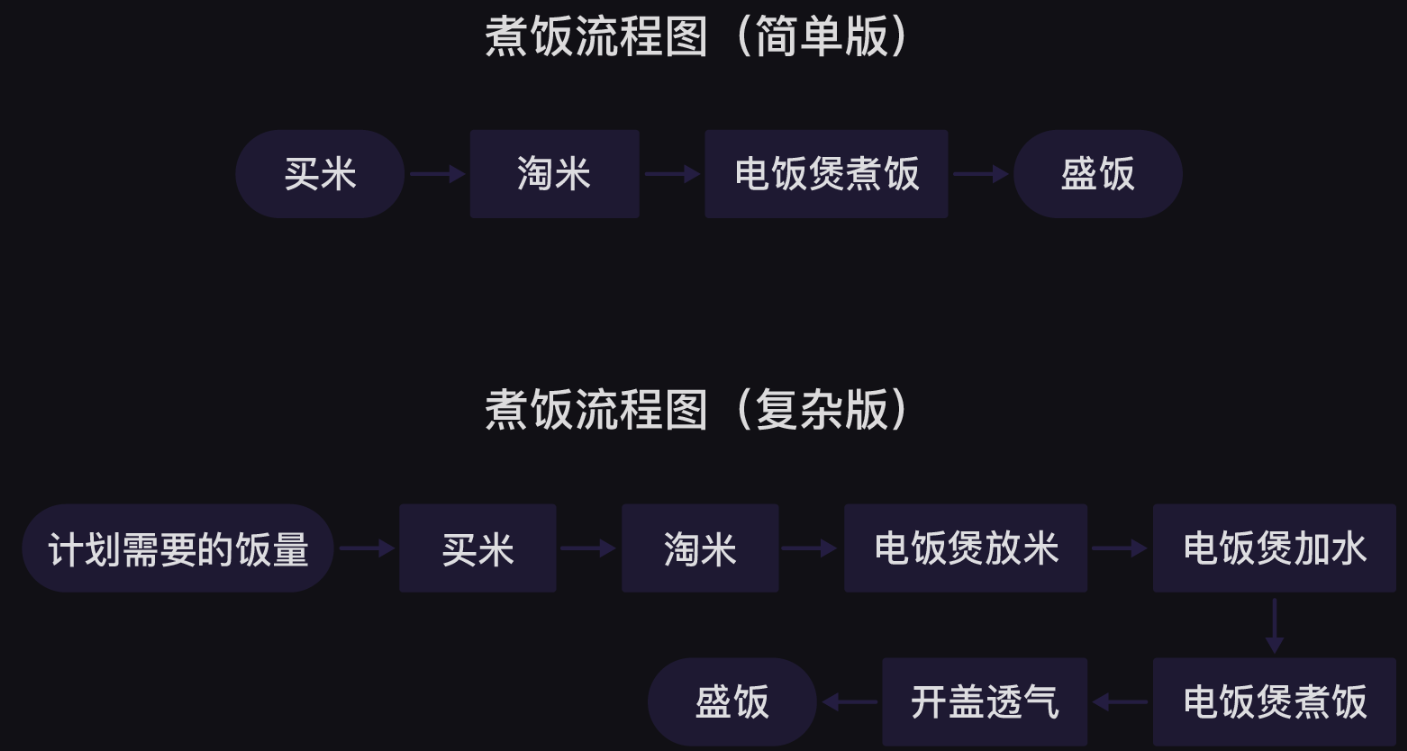 煮饭流程图（简单版）
买米
淘米
电饭煲煮饭
盛饭
煮饭流程图（复杂版）
计划需要的饭量
买米
淘米
电饭煲放米
电饭煲加水
电饭煲煮饭
开盖透气
盛饭